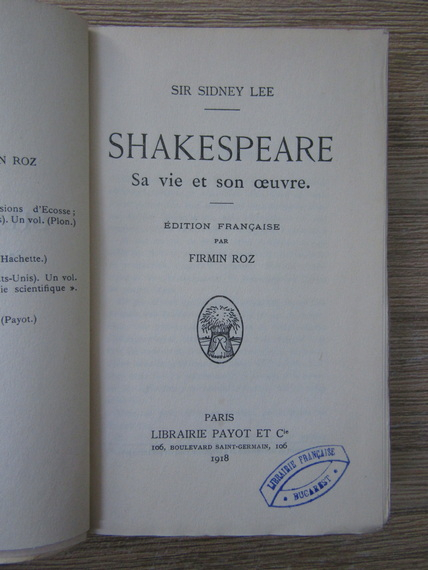 N ROZ
sions d'Ecosse ;
s). Un vol. (Plon.)
Hachette.)
ts-Unis). Un vol.
ie scientifique ».
(Payot.)
SIR SIDNEY LEE
SHAKESPEARE
Sa vie et son œuvre.
ÉDITION FRANÇAISE
PAR
FIRMIN ROZ
PARIS
LIBRAIRIE PAYOT ET Cie
106, BOULEVARD SAINT-GERMAIN, 106
1918
LIBRĂRIE FRANÇAISE
* BUCAREST *